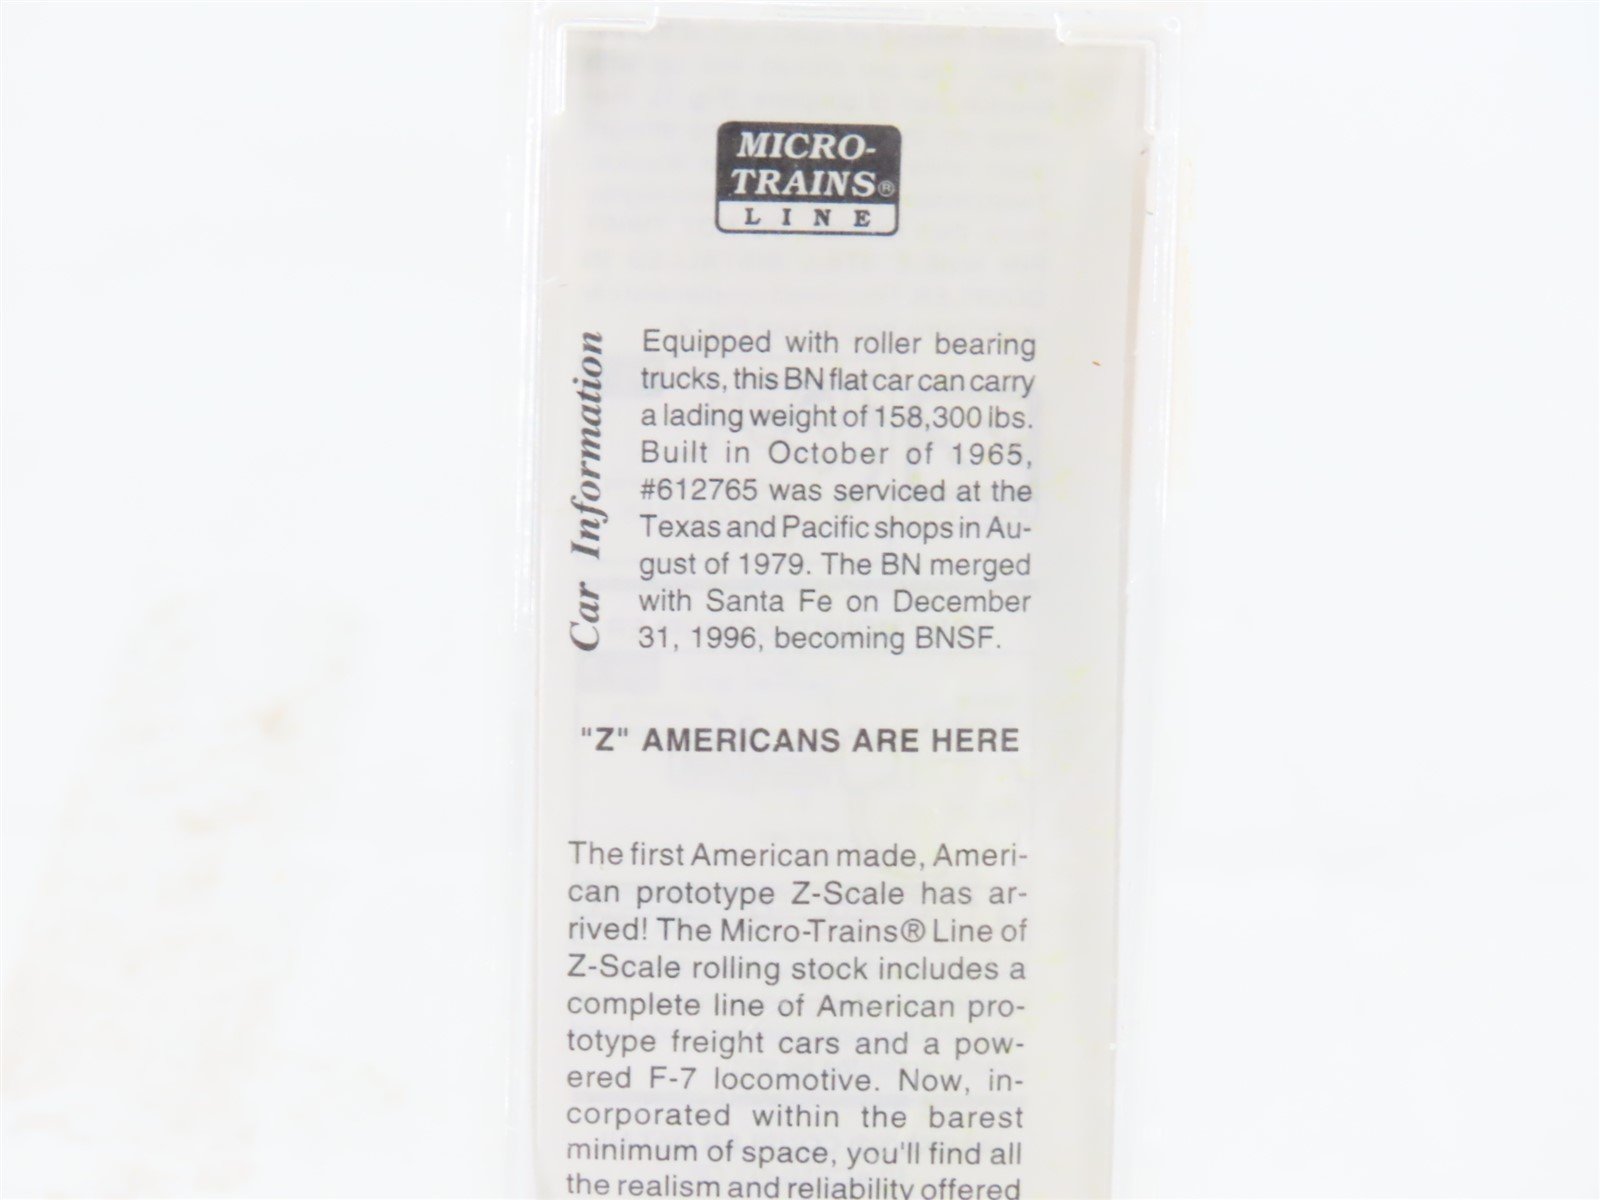 MICRO-
TRAINS®
LINE
Car Information
Equipped with roller bearing
trucks, this BN flat car can carry
a lading weight of 158,300 lbs.
Built in October of 1965,
#612765 was serviced at the
Texas and Pacific shops in Au-
gust of 1979. The BN merged
with Santa Fe on December
31, 1996, becoming BNSF.
"Z" AMERICANS ARE HERE
The first American made, Ameri-
can prototype Z-Scale has ar-
rived! The Micro-Trains® Line of
Z-Scale rolling stock includes a
complete line of American pro-
totype freight cars and a pow-
ered F-7 locomotive. Now, in-
corporated within the barest
minimum of space, you'll find all
the realism and reliability offered